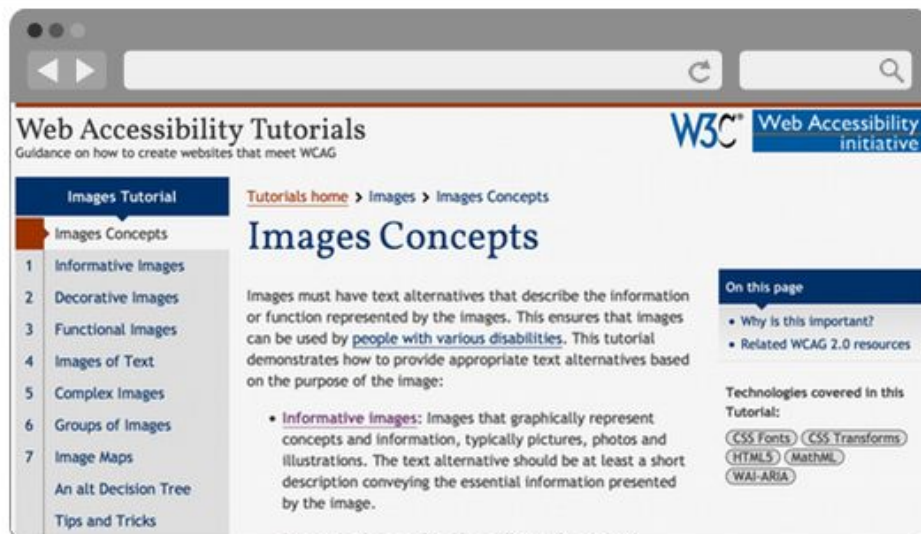 Web Accessibility Tutorials
Guidance on how to create websites that meet WCAG
W3C® Web Accessibility
initiative
Images Tutorial
Images Concepts
1 Informative Images
2 Decorative Images
3 Functional Images
4 Images of Text
5 Complex Images
6 Groups of Images
7 Image Maps
An alt Decision Tree
Tips and Tricks
Tutorials home > Images > Images Concepts
Images Concepts
Images must have text alternatives that describe the information
or function represented by the images. This ensures that images
can be used by people with various disabilities. This tutorial
demonstrates how to provide appropriate text alternatives based
on the purpose of the image:
• Informative images: Images that graphically represent
concepts and information, typically pictures, photos and
illustrations. The text alternative should be at least a short
description conveying the essential information presented
by the image.
On this page
• Why is this important?
• Related WCAG 2.0 resources
Technologies covered in this
Tutorial:
CSS Fonts CSS Transforms
HTML5 MathML
WAI-ARIA